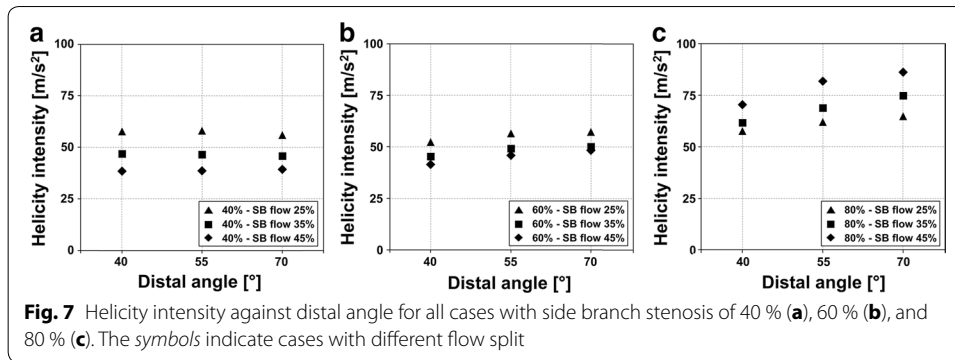 a
100
75
50
25
0
Helicity intensity [m/s²]
40 55 70
Distal angle [°]
40% - SB flow 25%
40% - SB flow 35%
40% - SB flow 45%
b
100
75
50
25
0
Helicity intensity [m/s²]
40 55 70
Distal angle [°]
60% - SB flow 25%
60% - SB flow 35%
60% - SB flow 45%
c
100
75
50
25
0
Helicity intensity [m/s²]
40 55 70
Distal angle [°]
80% - SB flow 25%
80% - SB flow 35%
80% - SB flow 45%
Fig. 7 Helicity intensity against distal angle for all cases with side branch stenosis of 40 % (a), 60 % (b), and
80 % (c). The symbols indicate cases with different flow split